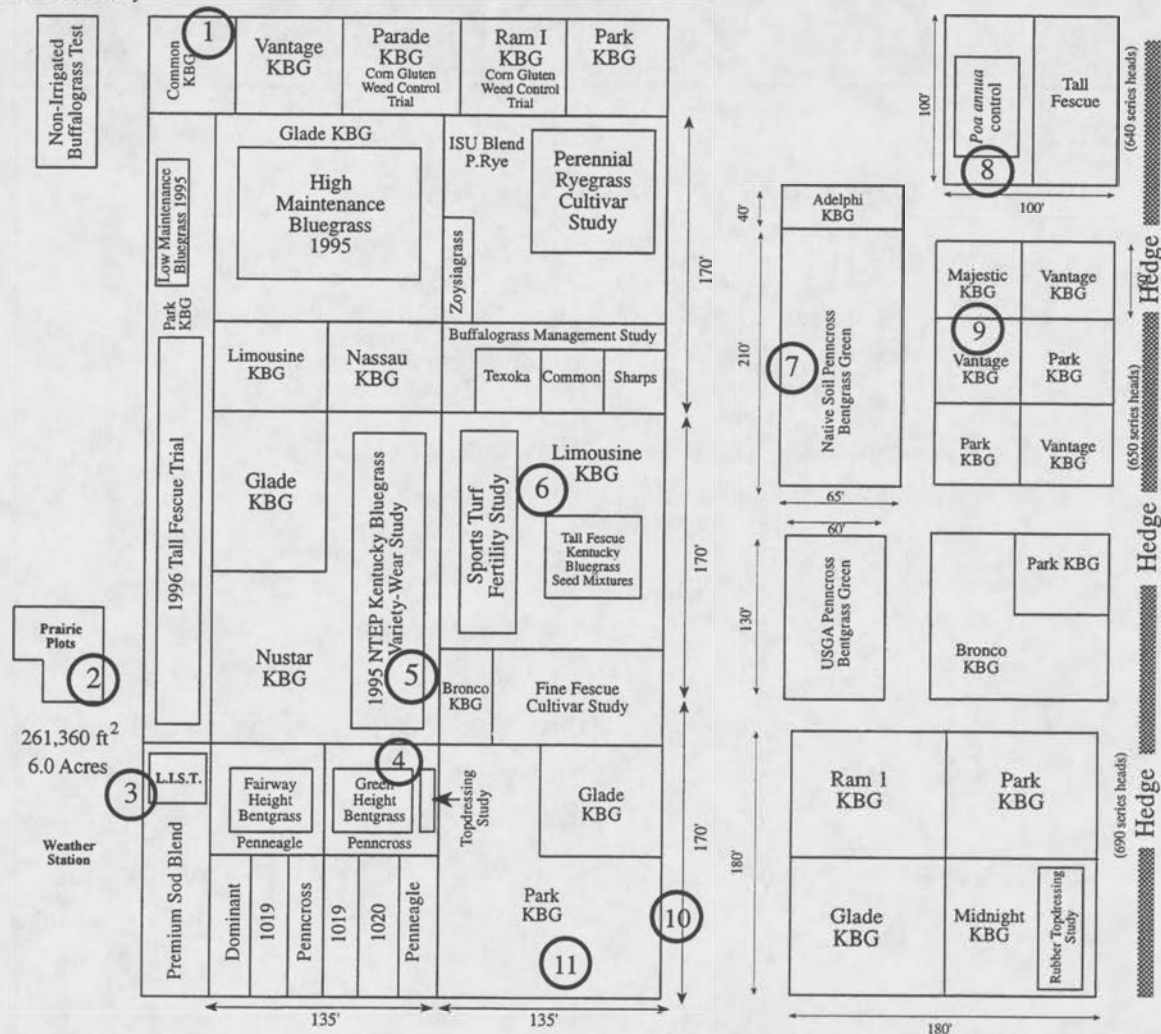 Non-Irrigated
Buffalograss Test
Common
KBG
1
Vantage
KBG
Parade
KBG
Corn Gluten
Weed Control
Trial
Ram I
KBG
Corn Gluten
Weed Control
Trial
Park
KBG
Low Maintenance
Bluegrass 1995
Park
KBG
Glade KBG
High
Maintenance
Bluegrass
1995
ISU Blend
P.Rye
Perennial
Ryegrass
Cultivar
Study
Zoysiagrass
170'
Buffalograss Management Study
Texoka
Common
Sharps
Limousine
KBG
Nassau
KBG
1996 Tall Fescue Trial
Glade
KBG
1995 NTEP Kentucky Bluegrass
Variety-Wear Study
5
Sports Turf
Fertility Study
6
Limousine
KBG
Tall Fescue
Kentucky
Bluegrass
Seed Mixtures
170'
Nustar
KBG
Bronco
KBG
Fine Fescue
Cultivar Study
Prairie
Plots
2
261,360 ft²
6.0 Acres
3
L.I.S.T.
Weather
Station
Premium Sod Blend
Fairway
Height
Bentgrass
Penneagle
4
Green
Height
Bentgrass
Penncross
Topdressing
Study
Glade
KBG
170'
Dominant
1019
Penncross
1019
1020
Penneagle
Park
KBG
10
11
135'
135'
100'
Poa annua
control
8
Tall
Fescue
100'
(640 series heads)
40'
Adelphi
KBG
210'
7
Native Soil Penncross
Bentgrass Green
65'
Majestic
KBG
Vantage
KBG
9
Vantage
KBG
Park
KBG
Park
KBG
Vantage
KBG
(650 series heads)
60'
130'
USGA Penncross
Bentgrass Green
Park KBG
Bronco
KBG
180'
Ram 1
KBG
Park
KBG
Glade
KBG
Midnight
KBG
Rubber Topdressing
Study
180'
(690 series heads)
Hedge
Hedge
Hedge